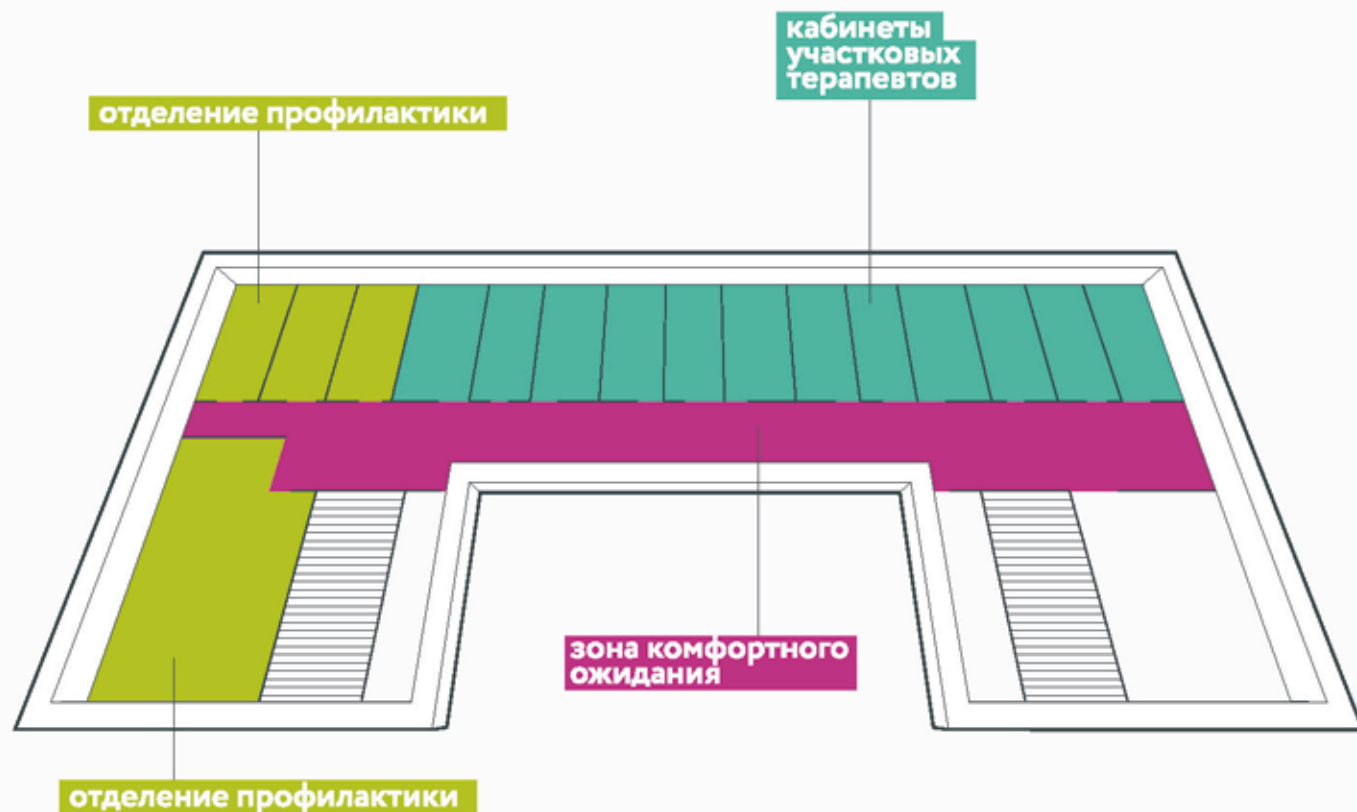 кабинеты
участковых
терапевтов
отделение профилактики
зона комфортного
ожидания
отделение профилактики